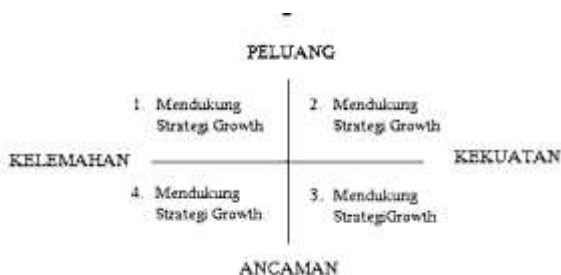 PELUANG
1. Mendukung
Strategi Growth
2. Mendukung
Strategi Growth
KELEMAHAN
KEKUATAN
4. Mendukung
Strategi Growth
3. Mendukung
StrategiGrowth
ANCAMAN